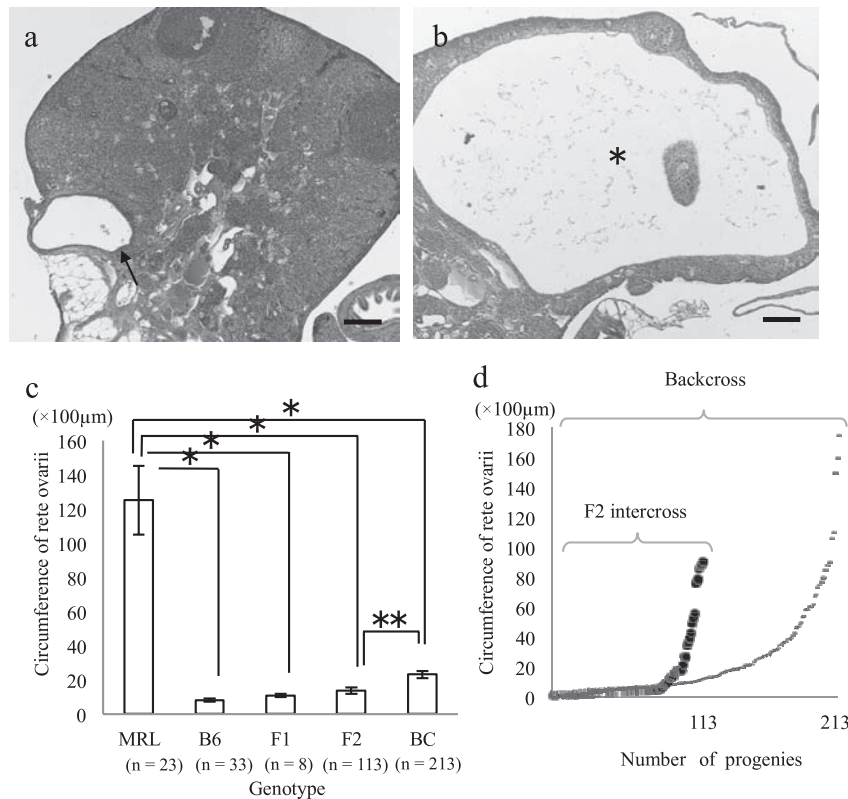 a
b
*
c
(×100µm)
Circumference of rete ovarii
160
140
120
100
80
60
40
20
0
*
*
*
*
**
MRL B6 F1 F2 BC
(n = 23) (n = 33) (n = 8) (n = 113) (n = 213)
Genotype
d
Backcross
(×100µm)
Circumference of rete ovarii
180
160
140
120
100
80
60
40
20
0
F2 intercross
113 213
Number of progenies